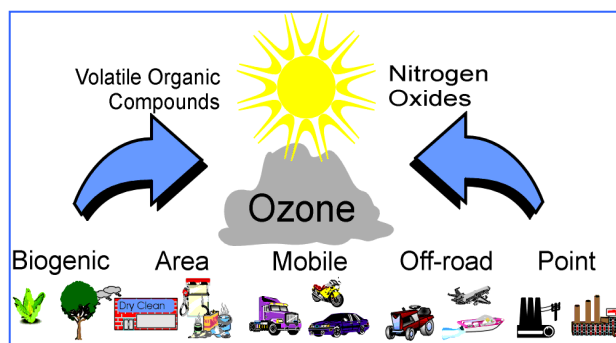 Volatile Organic
Compounds
Nitrogen
Oxides
Ozone
Biogenic
Area
Mobile
Off-road
Point
Dry Clean